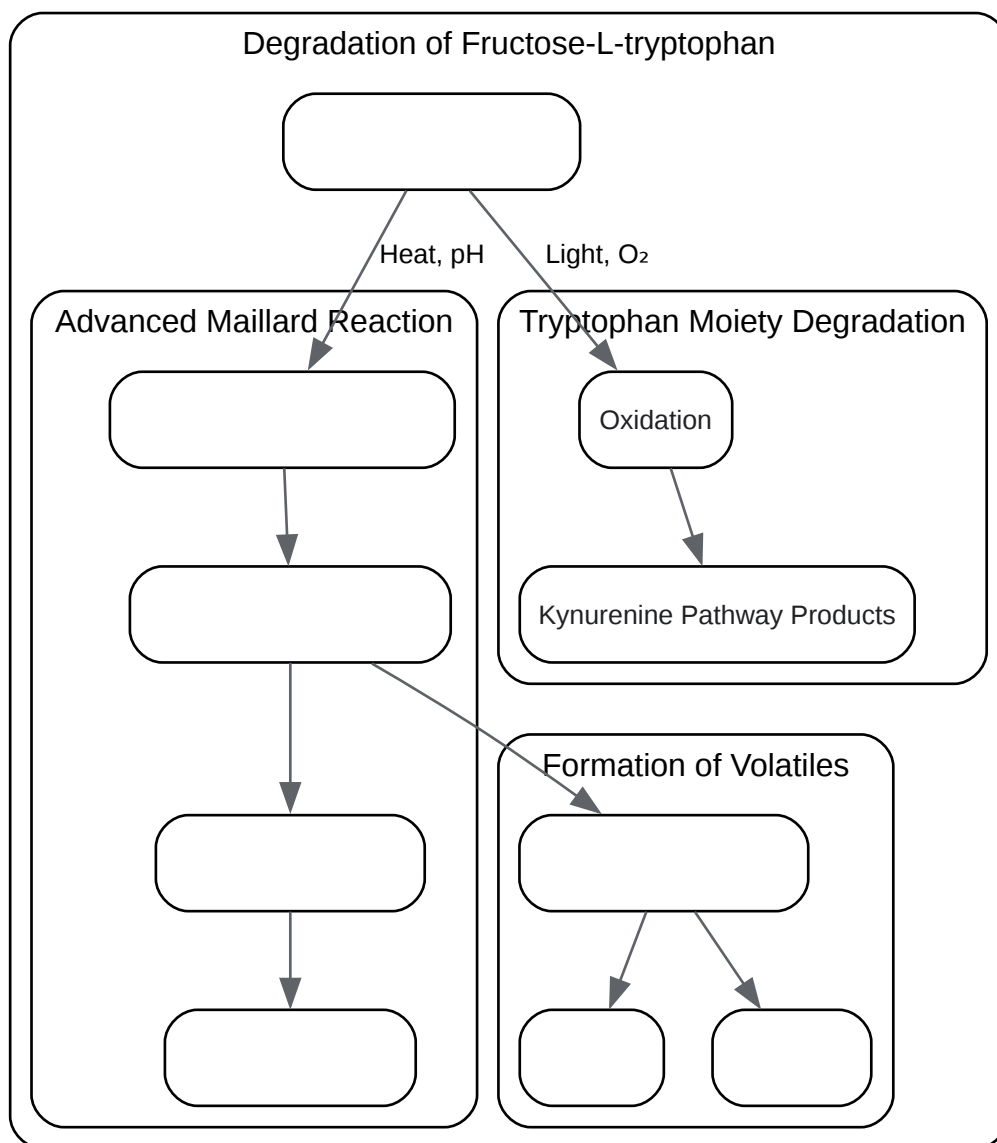 Degradation of Fructose-L-tryptophan
Heat, pH
Light, O₂
Advanced Maillard Reaction
Tryptophan Moiety Degradation
Oxidation
Kynurenine Pathway Products
Formation of Volatiles